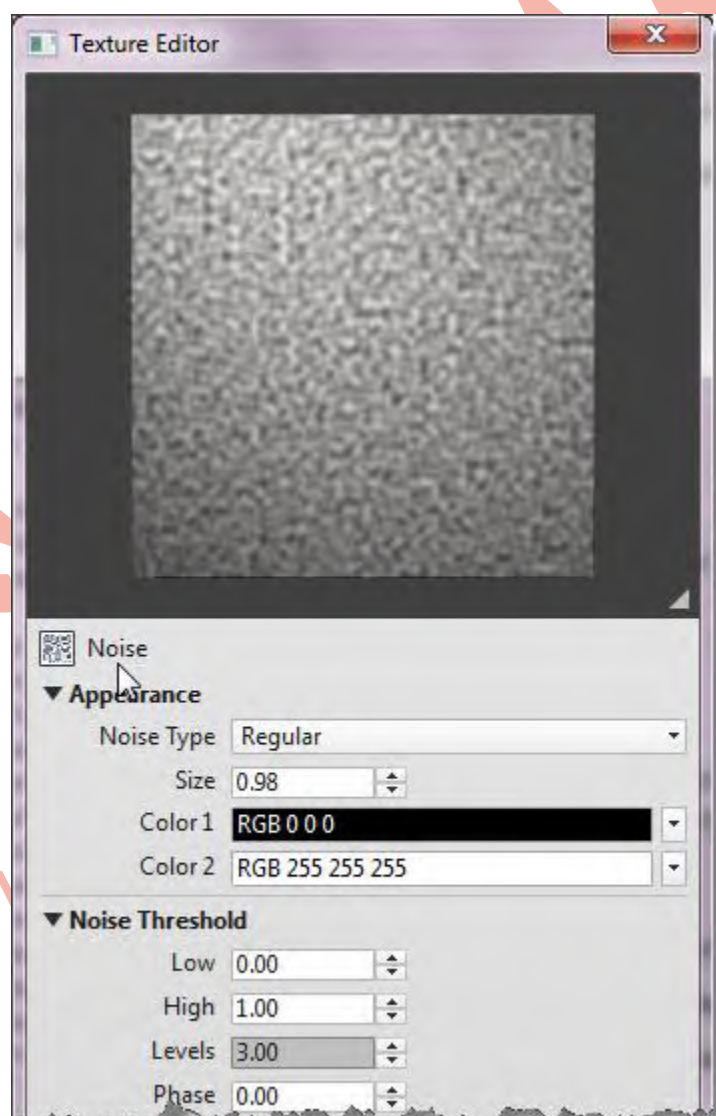 Texture Editor
Noise
Appearance
Noise Type Regular
Size 0.98
Color 1 RGB 0 0 0
Color 2 RGB 255 255 255
Noise Threshold
Low 0.00
High 1.00
Levels 3.00
Phase 0.00